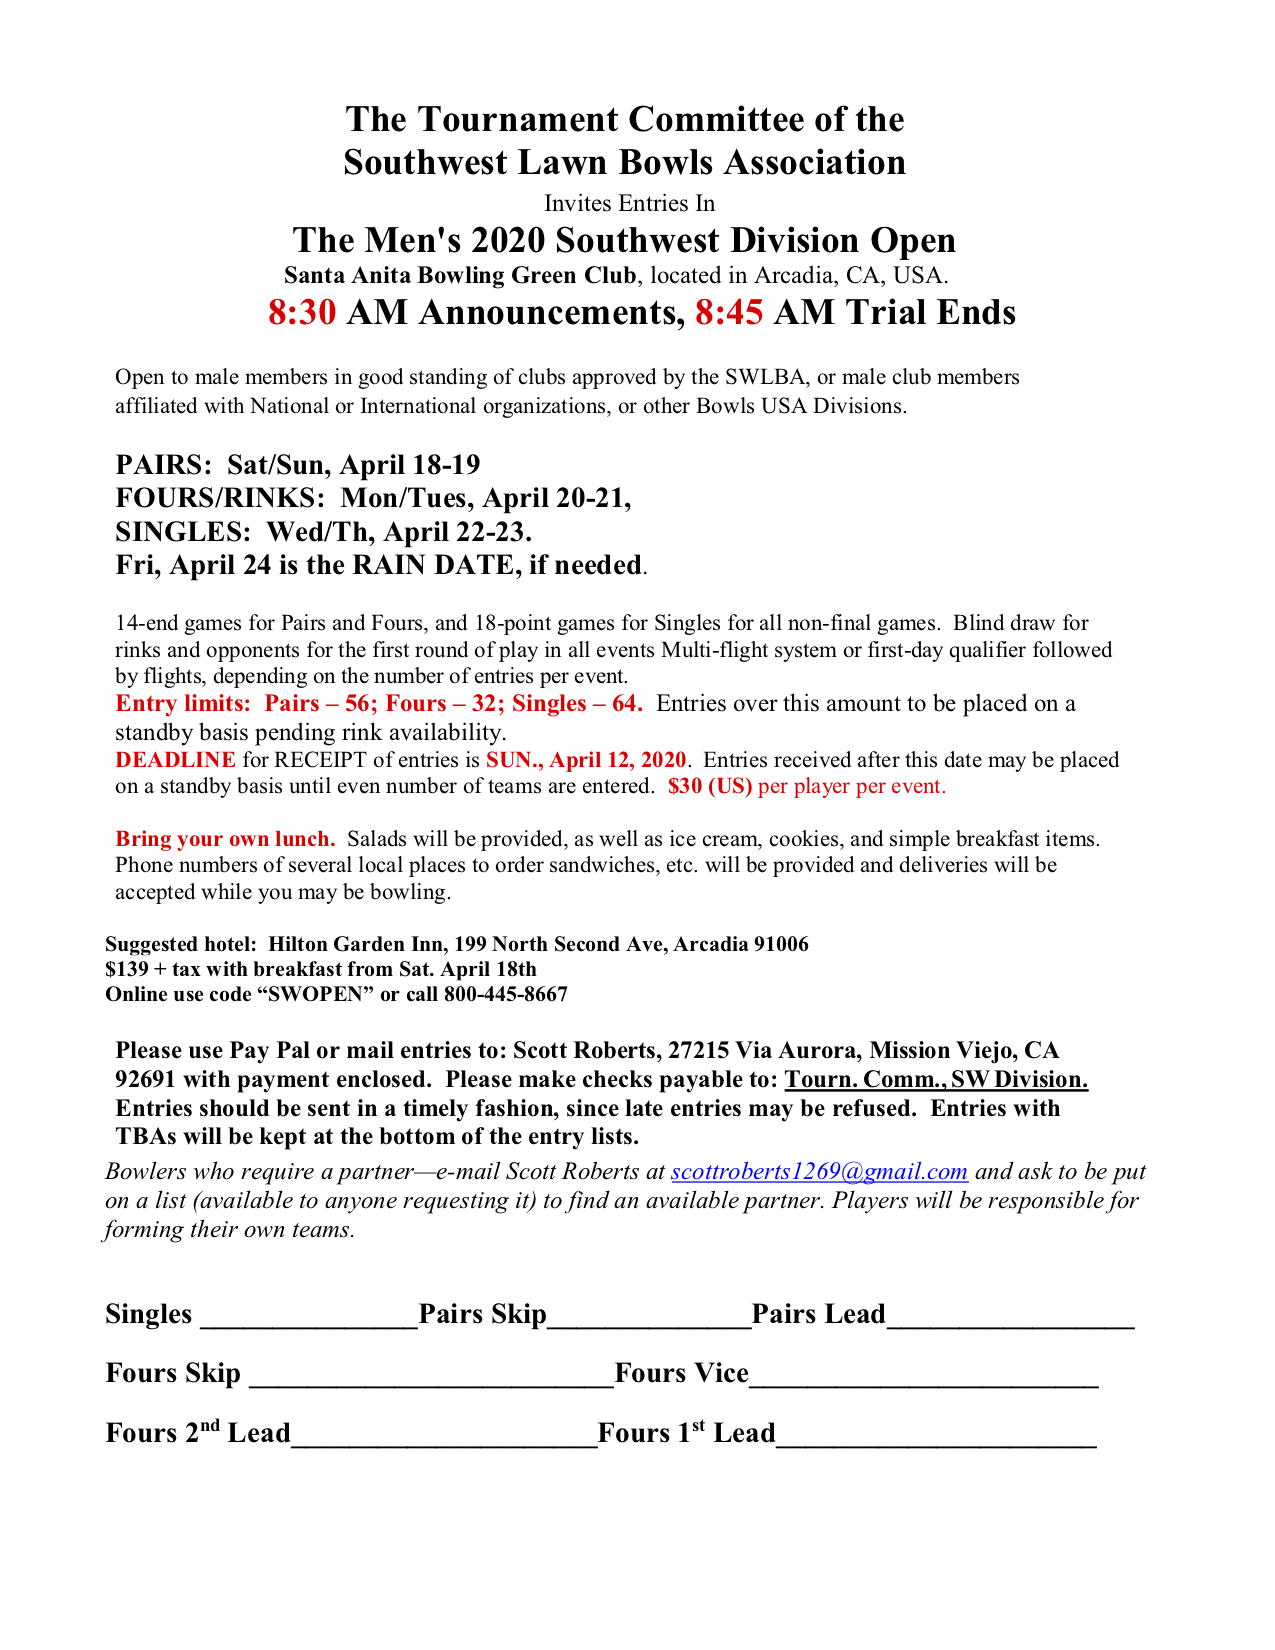 The Tournament Committee of the
Southwest Lawn Bowls Association
Invites Entries In
The Men's 2020 Southwest Division Open
Santa Anita Bowling Green Club, located in Arcadia, CA, USA.
8:30 AM Announcements, 8:45 AM Trial Ends
Open to male members in good standing of clubs approved by the SWLBA, or male club members
affiliated with National or International organizations, or other Bowls USA Divisions.
PAIRS:  Sat/Sun, April 18-19
FOURS/RINKS:  Mon/Tues, April 20-21,
SINGLES:  Wed/Th, April 22-23.
Fri, April 24 is the RAIN DATE, if needed.
14-end games for Pairs and Fours, and 18-point games for Singles for all non-final games.  Blind draw for
rinks and opponents for the first round of play in all events Multi-flight system or first-day qualifier followed
by flights, depending on the number of entries per event.
Entry limits:  Pairs – 56; Fours – 32; Singles – 64.  Entries over this amount to be placed on a
standby basis pending rink availability.
DEADLINE for RECEIPT of entries is SUN., April 12, 2020.  Entries received after this date may be placed
on a standby basis until even number of teams are entered.  $30 (US) per player per event.
Bring your own lunch.  Salads will be provided, as well as ice cream, cookies, and simple breakfast items.
Phone numbers of several local places to order sandwiches, etc. will be provided and deliveries will be
accepted while you may be bowling.
Suggested hotel:  Hilton Garden Inn, 199 North Second Ave, Arcadia 91006
$139 + tax with breakfast from Sat. April 18th
Online use code “SWOPEN” or call 800-445-8667
Please use Pay Pal or mail entries to: Scott Roberts, 27215 Via Aurora, Mission Viejo, CA
92691 with payment enclosed.  Please make checks payable to: Tourn. Comm., SW Division.
Entries should be sent in a timely fashion, since late entries may be refused.  Entries with
TBAs will be kept at the bottom of the entry lists.
Bowlers who require a partner—e-mail Scott Roberts at scottroberts1269@gmail.com and ask to be put
on a list (available to anyone requesting it) to find an available partner. Players will be responsible for
forming their own teams.
Singles _______________Pairs Skip______________Pairs Lead_________________
Fours Skip _________________________Fours Vice________________________
Fours 2nd Lead_____________________Fours 1st Lead______________________